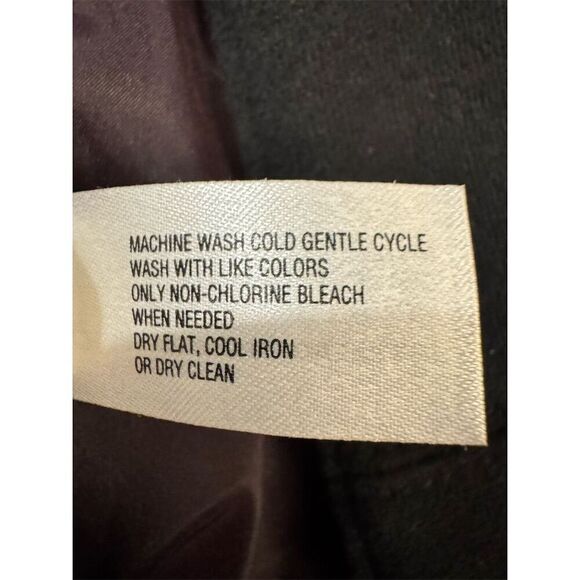 MACHINE WASH COLD GENTLE CYCLE
WASH WITH LIKE COLORS
ONLY NON-CHLORINE BLEACH
WHEN NEEDED
DRY FLAT, COOL IRON
OR DRY CLEAN